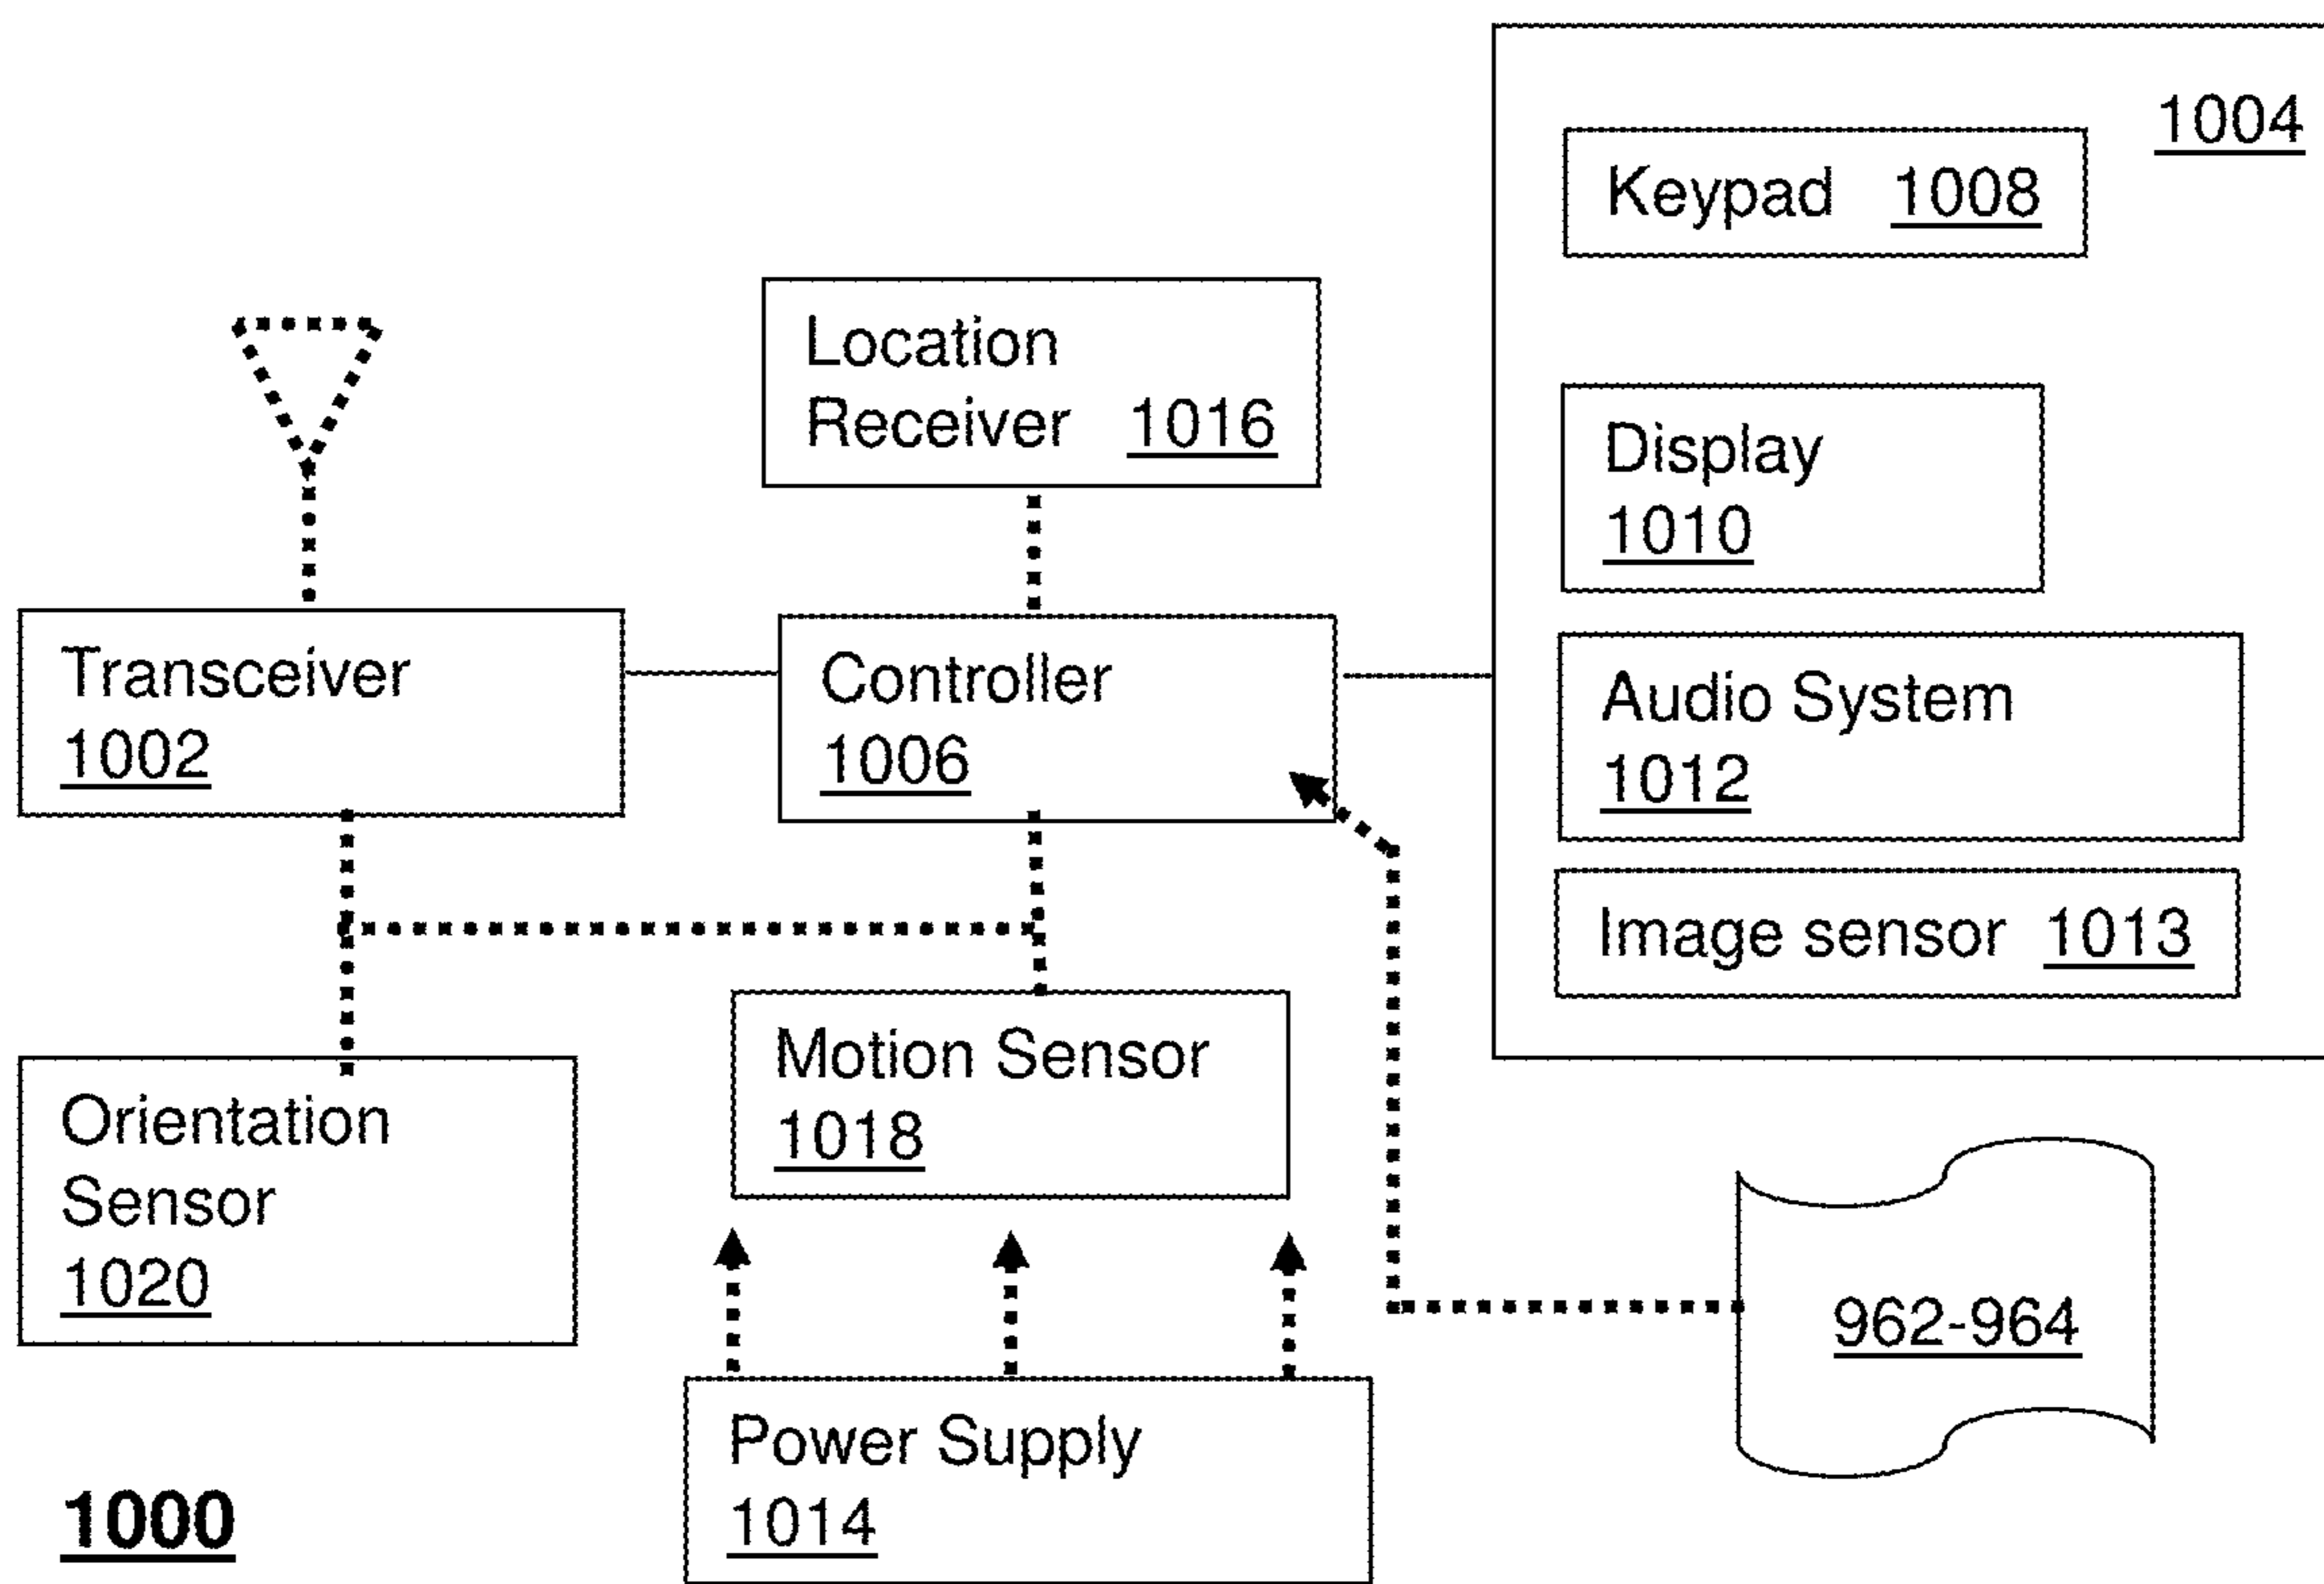 1004
Keypad 1008
Location
Receiver 1016
Display
1010
Transceiver
1002
Controller
1006
Audio System
1012
Image sensor 1013
Motion Sensor
1018
Orientation
Sensor
1020
962-964
Power Supply
1014
1000